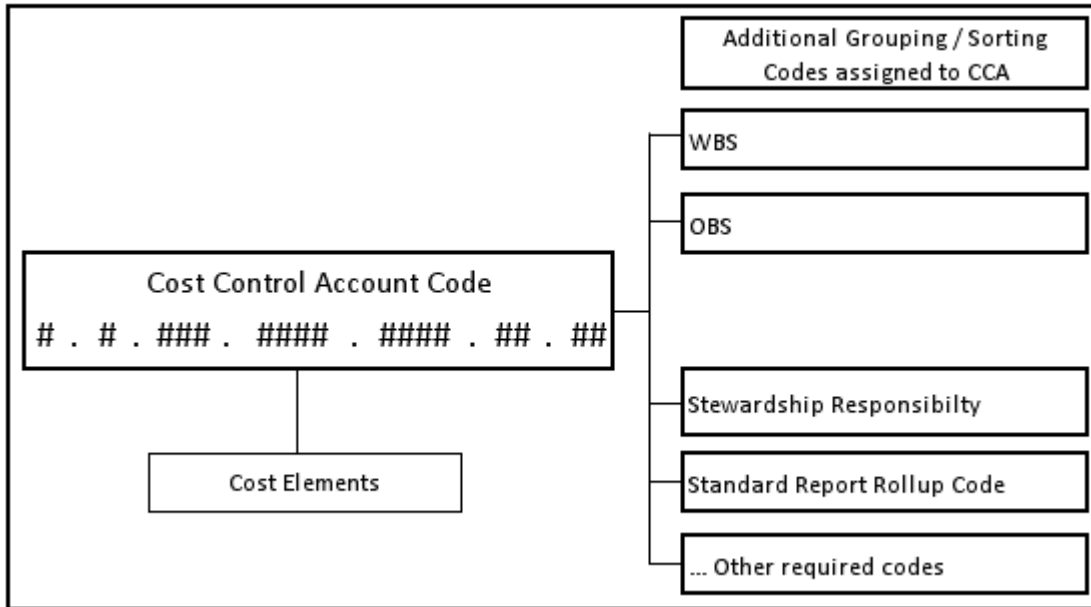 Additional Grouping / Sorting
Codes assigned to CCA
WBS
OBS
Cost Control Account Code
# . # . ### . #### . #### . ## . ##
Stewardship Responsibilty
Cost Elements
Standard Report Rollup Code
... Other required codes